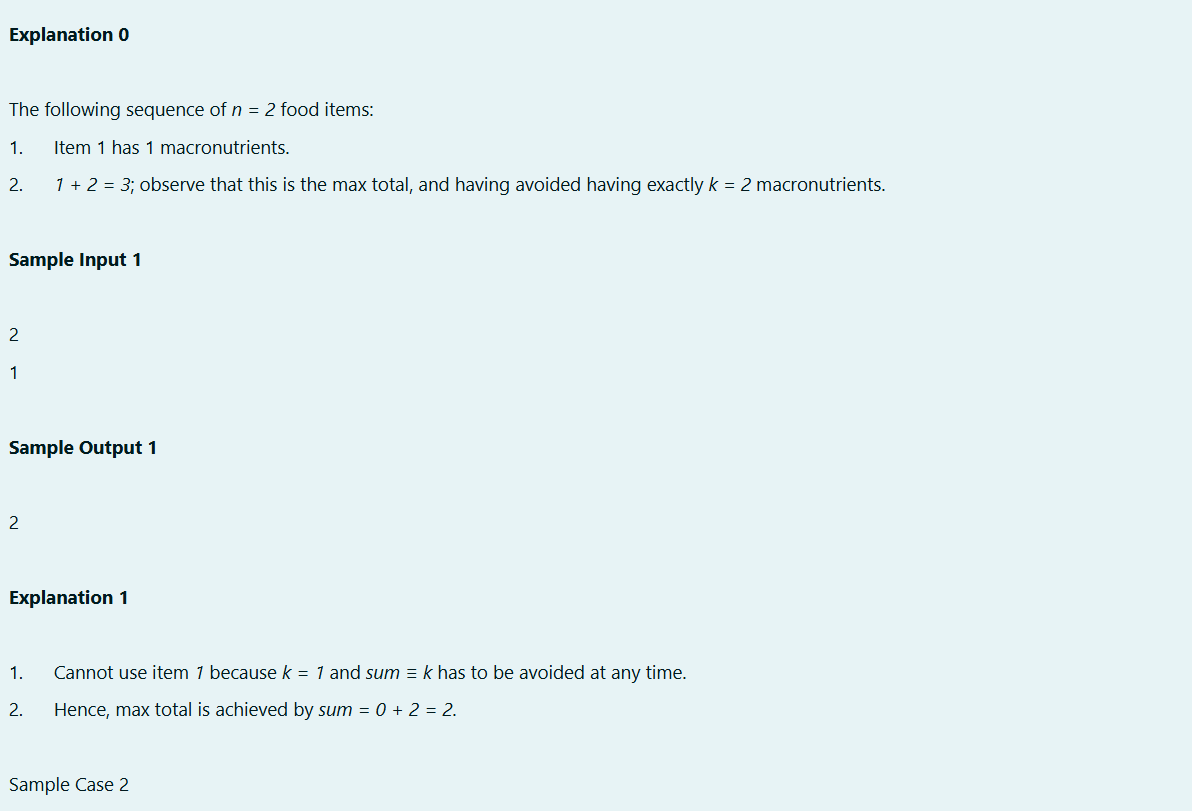 Explanation 0
The following sequence of n = 2 food items:
1. Item 1 has 1 macronutrients.
2. 1 + 2 = 3; observe that this is the max total, and having avoided having exactly k = 2 macronutrients.
Sample Input 1
2
1
Sample Output 1
2
Explanation 1
1. Cannot use item 1 because k = 1 and sum ≡ k has to be avoided at any time.
2. Hence, max total is achieved by sum = 0 + 2 = 2.
Sample Case 2